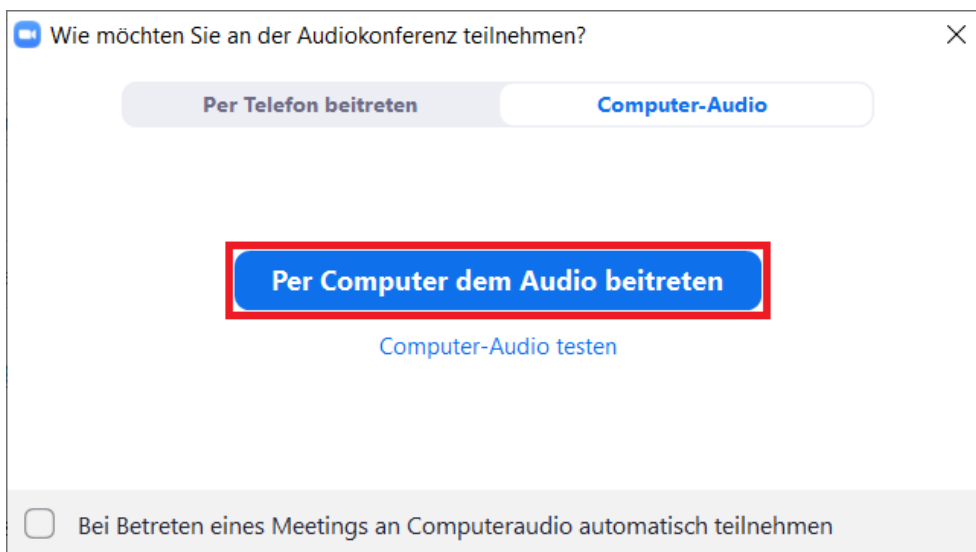 Wie möchten Sie an der Audiokonferenz teilnehmen?
Per Telefon beitreten
Computer-Audio
Per Computer dem Audio beitreten
Computer-Audio testen
Bei Betreten eines Meetings an Computeraudio automatisch teilnehmen